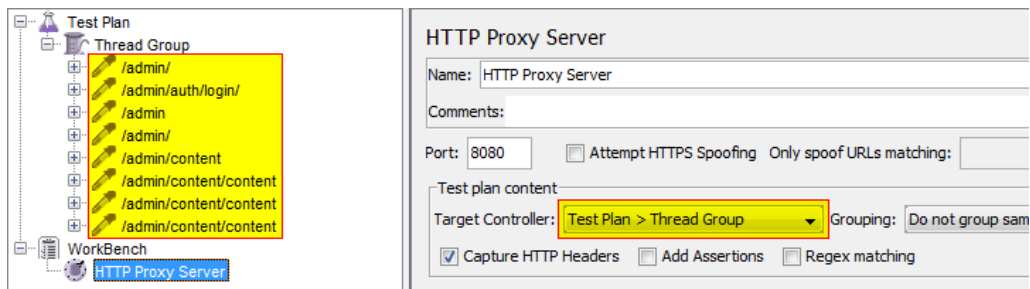 Test Plan
Thread Group
/admin/
/admin/auth/login/
/admin
/admin/
/admin/content
/admin/content/content
/admin/content/content
/admin/content/content
WorkBench
HTTP Proxy Server
HTTP Proxy Server
Name: HTTP Proxy Server
Comments:
Port: 8080 Attempt HTTPS Spoofing Only spoof URLs matching:
Test plan content
Target Controller: Test Plan > Thread Group Grouping: Do not group sam
Capture HTTP Headers Add Assertions Regex matching